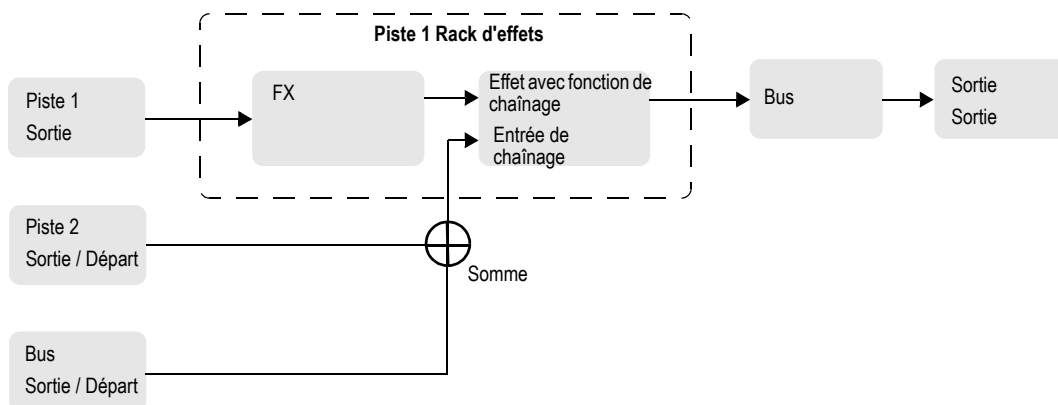 Piste 1 Rack d'effets
Piste 1
Sortie
FX
Effet avec fonction de
chaînage
Entrée de
chaînage
Bus
Sortie
Sortie
Piste 2
Sortie / Départ
Somme
Bus
Sortie / Départ